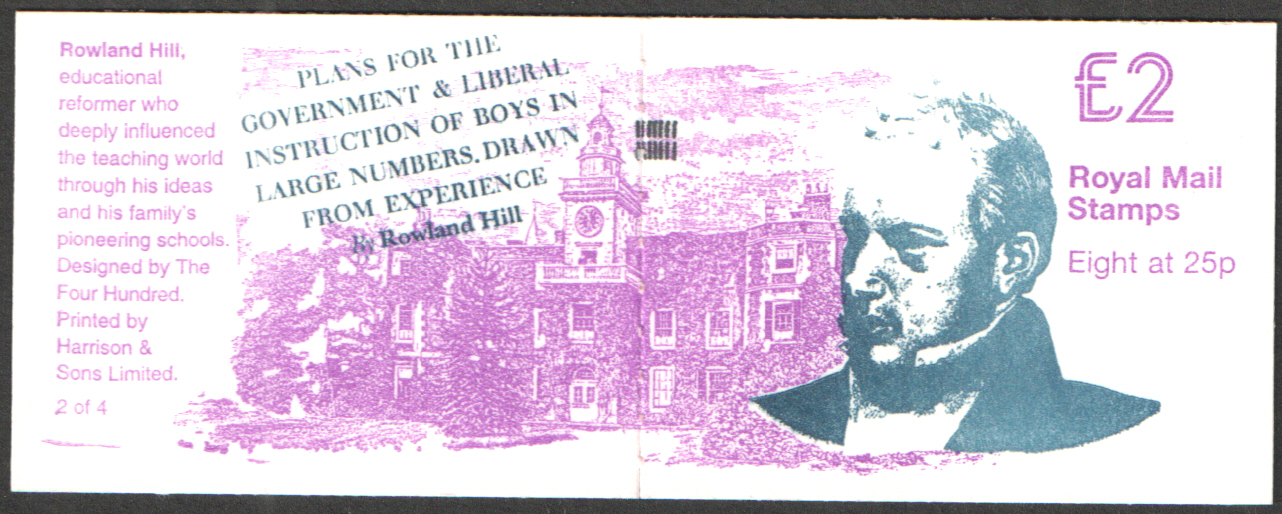 Rowland Hill,
educational
reformer who
deeply influenced
the teaching world
through his ideas
and his family's
pioneering schools.
Designed by The
Four Hundred.
Printed by
Harrison &
Sons Limited.
2 of 4
PLANS FOR THE
GOVERNMENT & LIBERAL
INSTRUCTION OF BOYS IN
LARGE NUMBERS. DRAWN
FROM EXPERIENCE
By Rowland Hill
£2
Royal Mail
Stamps
Eight at 25p